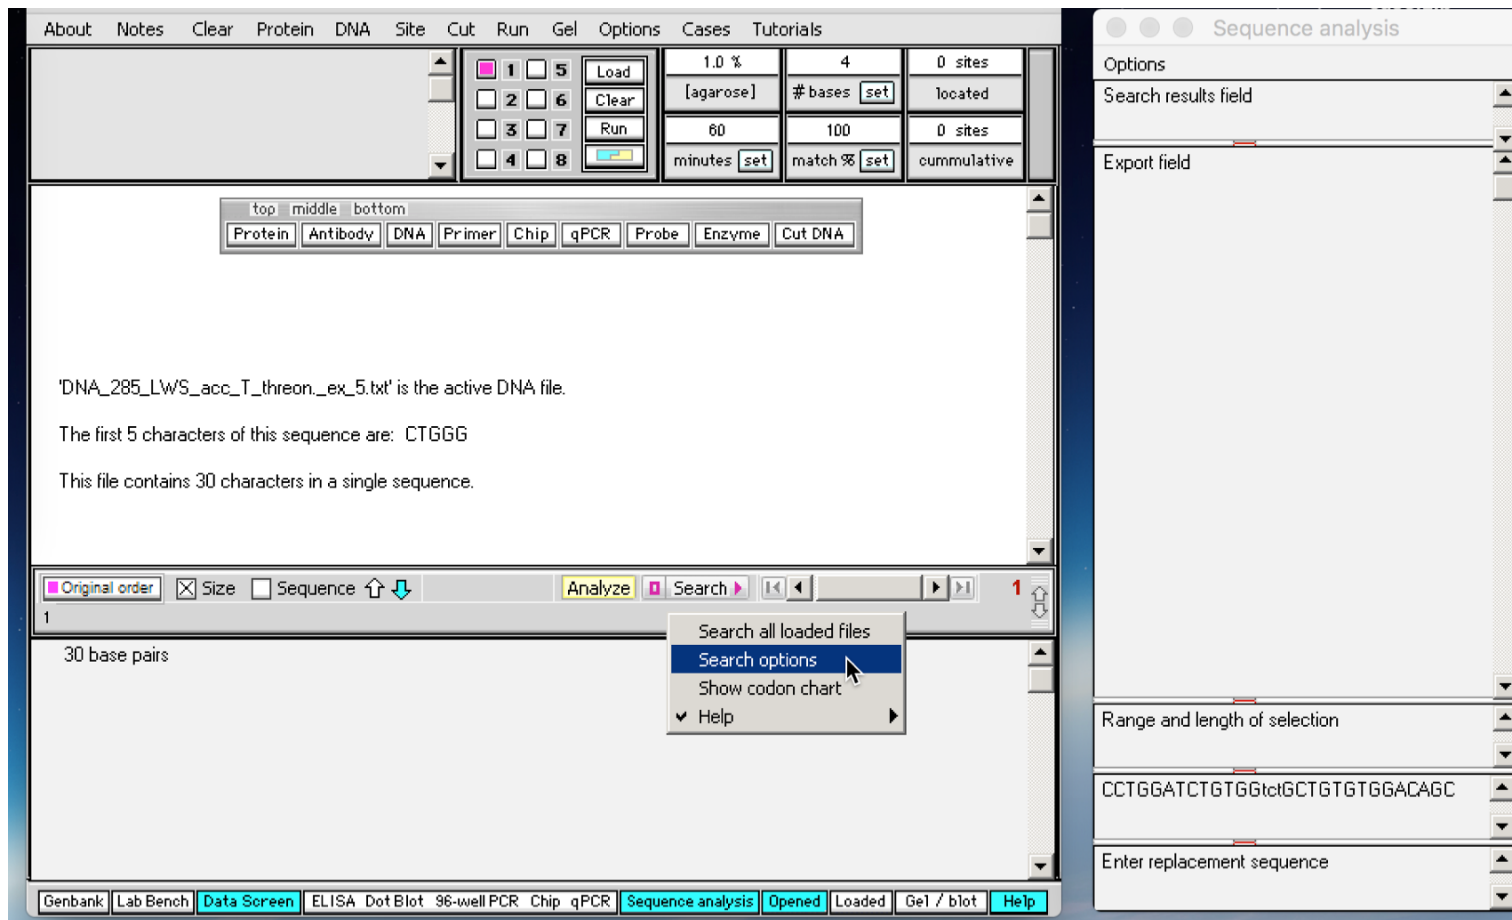 About Notes Clear Protein DNA Site Cut Run Gel Options Cases Tutorials
1 5 Load
2 6 Clear
3 7 Run
4 8
1.0 % 4 0 sites
[agarose] # bases set located
60 100 0 sites
minutes set match % set cummulative
top middle bottom
Protein Antibody DNA Primer Chip qPCR Probe Enzyme Cut DNA
'DNA_285_LWS_acc_T_threon._ex_5.txt' is the active DNA file.
The first 5 characters of this sequence are: CTGGG
This file contains 30 characters in a single sequence.
Original order Size Sequence Analyze Search 1
1
Search all loaded files
Search options
Show codon chart
Help
30 base pairs
Genbank Lab Bench Data Screen ELISA Dot Blot 96-well PCR Chip qPCR Sequence analysis Opened Loaded Gel / blot Help
Sequence analysis
Options
Search results field
Export field
Range and length of selection
CCTGGATCTGTGGtctGCTGTGTGGACAGC
Enter replacement sequence